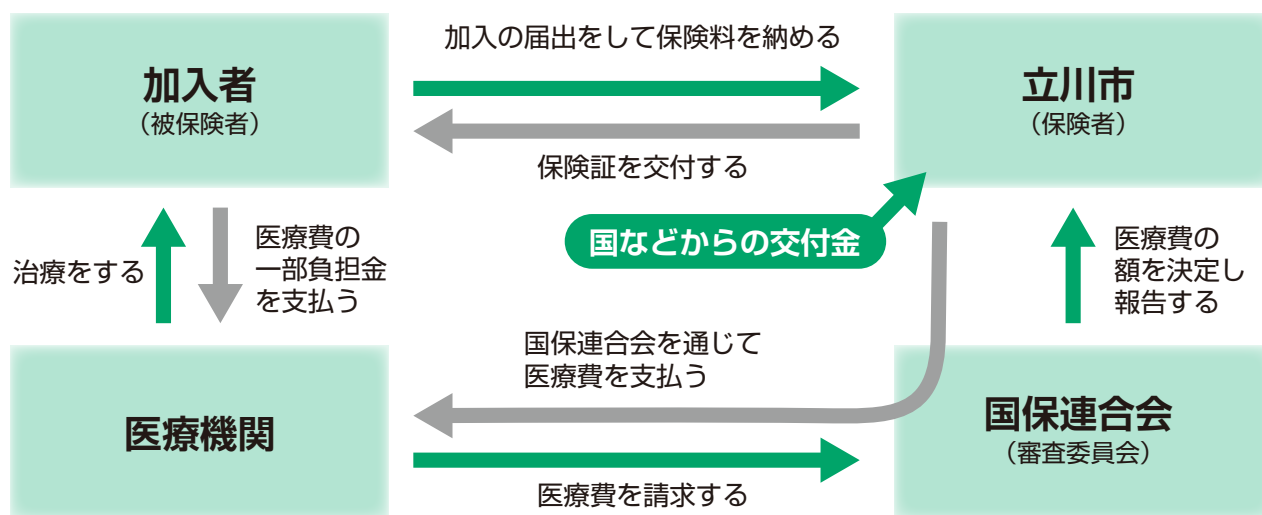 加入の届出をして保険料を納める
加入者
（被保険者）
立川市
（保険者）
保険証を交付する
国などからの交付金
治療をする
医療費の
一部負担金
を支払う
医療費の
額を決定し
報告する
国保連合会を通じて
医療費を支払う
医療機関
国保連合会
（審査委員会）
医療費を請求する